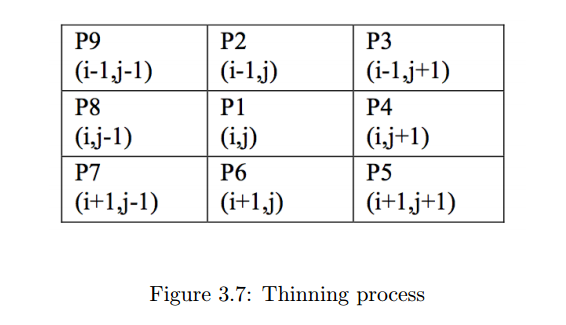 P9 P2 P3
(i-1,j-1) (i-1,j) (i-1,j+1)
P8 P1 P4
(i,j-1) (i,j) (i,j+1)
P7 P6 P5
(i+1,j-1) (i+1,j) (i+1,j+1)
Figure 3.7: Thinning process